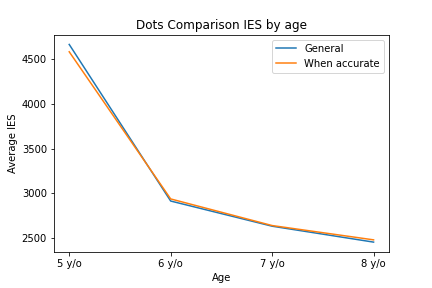 Dots Comparison IES by age
General
When accurate
Average IES
4500
4000
3500
3000
2500
5 y/o 6 y/o 7 y/o 8 y/o
Age